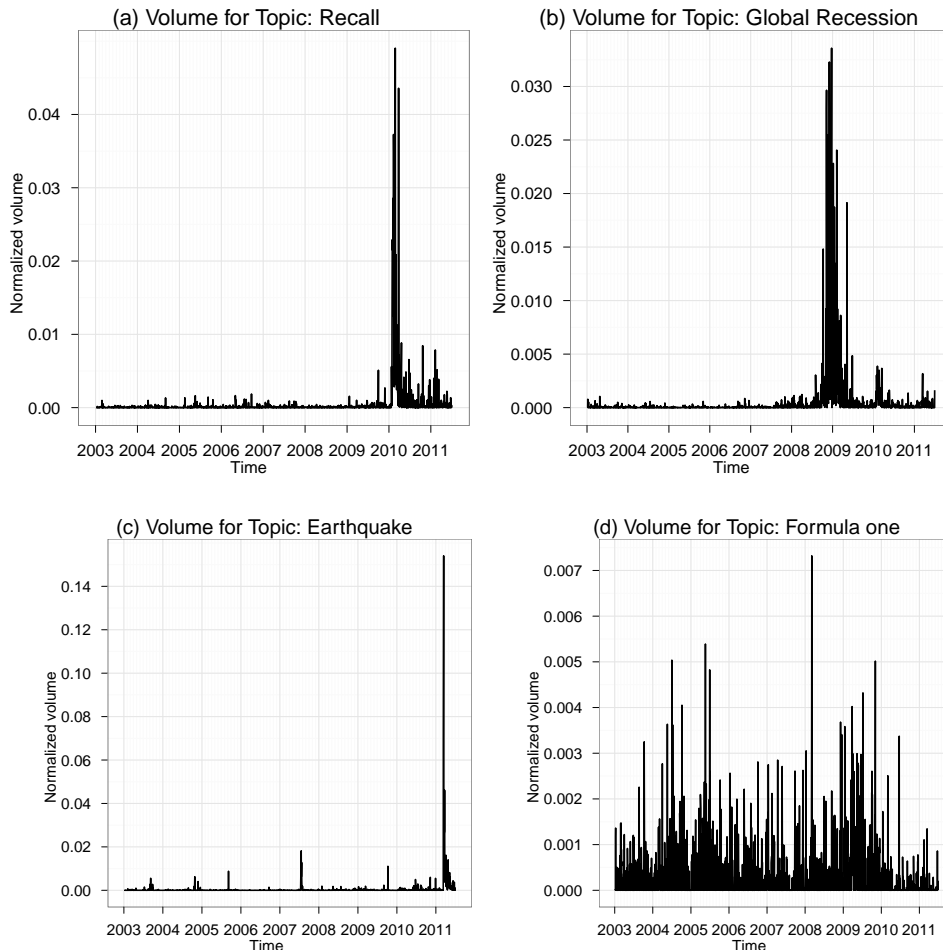 (a) Volume for Topic: Recall
Normalized volume
0.04
0.03
0.02
0.01
0.00
2003 2004 2005 2006 2007 2008 2009 2010 2011
Time
(b) Volume for Topic: Global Recession
Normalized volume
0.030
0.025
0.020
0.015
0.010
0.005
0.000
2003 2004 2005 2006 2007 2008 2009 2010 2011
Time
(c) Volume for Topic: Earthquake
Normalized volume
0.14
0.12
0.10
0.08
0.06
0.04
0.02
0.00
2003 2004 2005 2006 2007 2008 2009 2010 2011
Time
(d) Volume for Topic: Formula one
Normalized volume
0.007
0.006
0.005
0.004
0.003
0.002
0.001
0.000
2003 2004 2005 2006 2007 2008 2009 2010 2011
Time